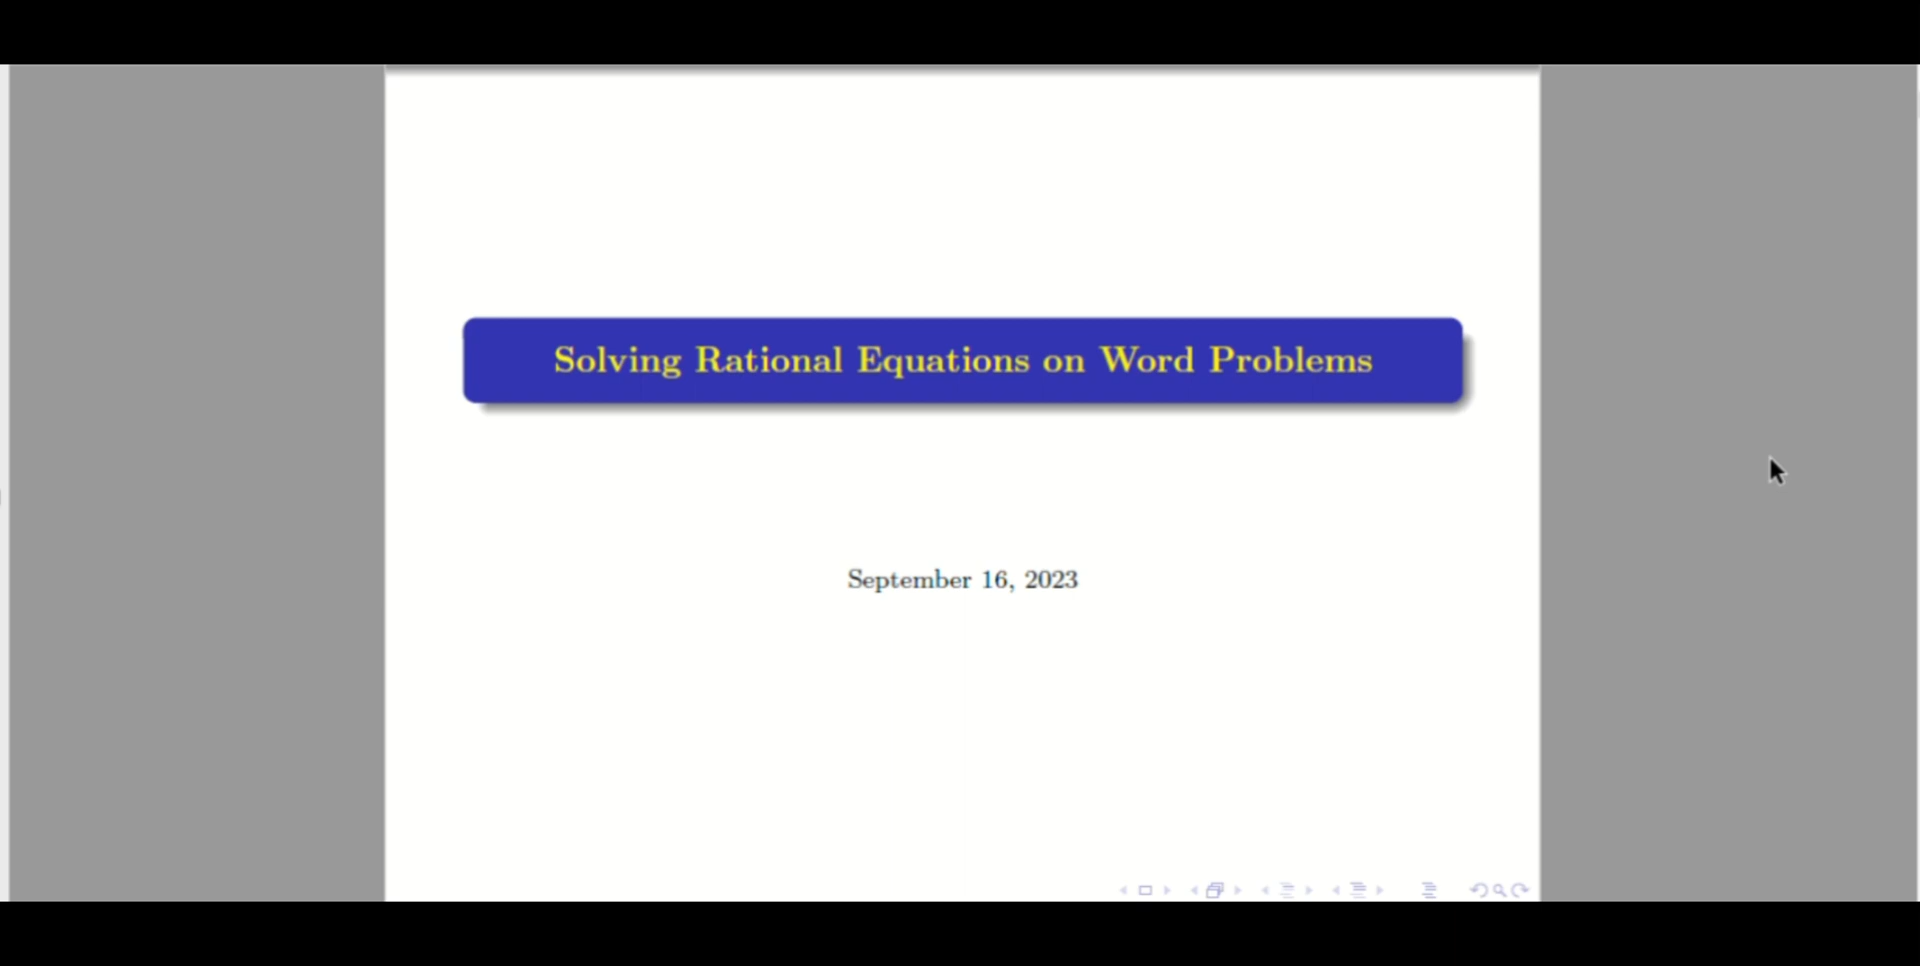 Solving Rational Equations on Word Problems
September 16, 2023